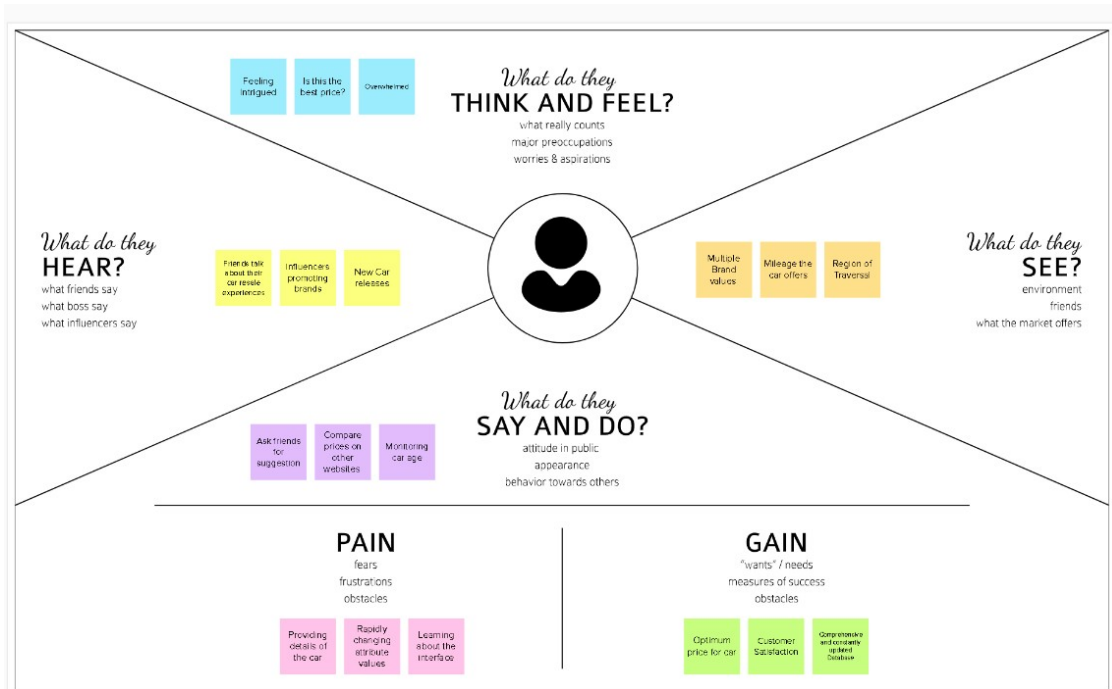 Feeling
intrigued
Is this the
best price?
Overwhelmed
What do they
THINK AND FEEL?
what really counts
major preoccupations
worries & aspirations
What do they
HEAR?
what friends say
what boss say
what influencers say
Friends talk
about their
car resale
experiences
Influencers
promoting
brands
New Car
releases
Multiple
Brand
values
Mileage the
car offers
Region of
Traversal
What do they
SEE?
environment
friends
what the market offers
What do they
SAY AND DO?
attitude in public
appearance
behavior towards others
Ask friends
for
suggestion
Compare
prices on
other
websites
Monitoring
car age
PAIN
fears
frustrations
obstacles
Providing
details of
the car
Rapidly
changing
attribute
values
Learning
about the
interface
GAIN
"wants" / needs
measures of success
obstacles
Optimum
price for car
Customer
Satisfaction
Comprehensive
and constantly
updated
Database